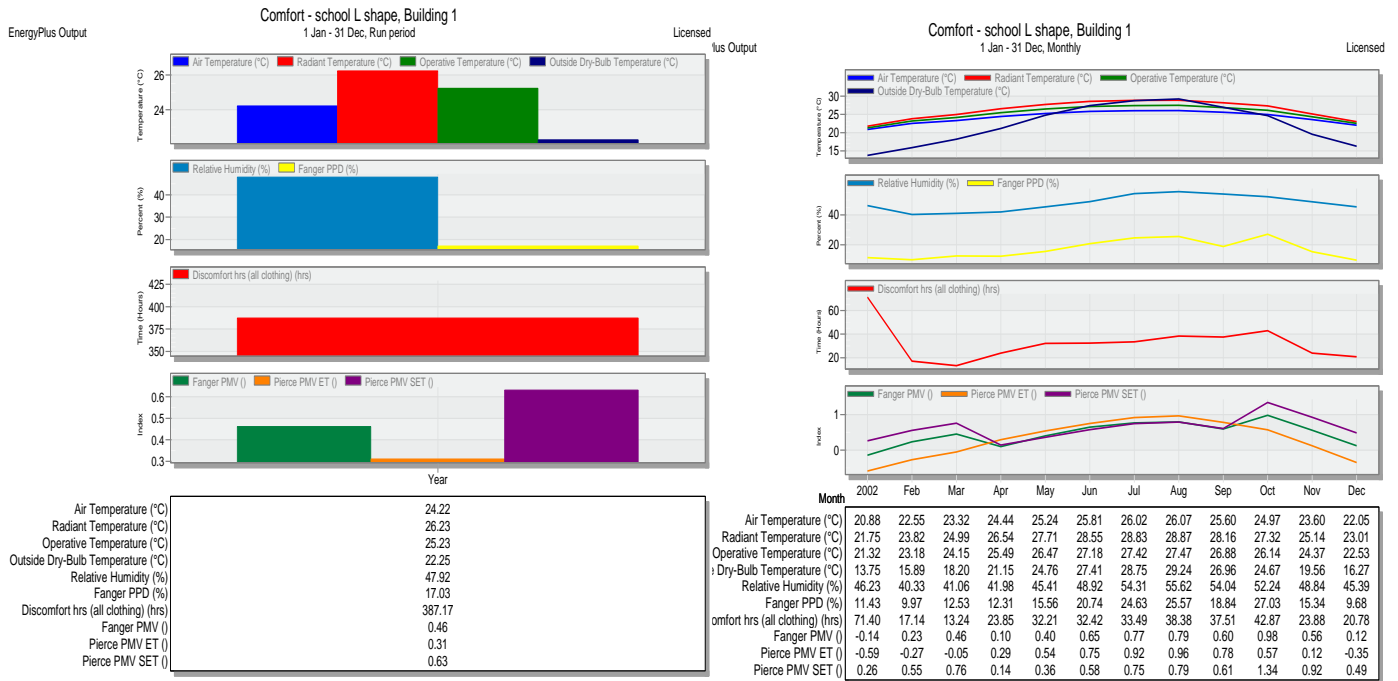 Comfort - school L shape, Building 1
EnergyPlus Output 1 Jan - 31 Dec, Run period Licensed
Air Temperature (°C) Radiant Temperature (°C) Operative Temperature (°C) Outside Dry-Bulb Temperature (°C)
Temperature (°C)
26
24
Relative Humidity (%) Fanger PPD (%)
Percent (%)
40
30
20
Discomfort hrs (all clothing) (hrs)
Time (Hours)
425
400
375
350
Fanger PMV () Pierce PMV ET () Pierce PMV SET ()
Index
0.6
0.5
0.4
0.3
Year
Air Temperature (°C) 24.22
Radiant Temperature (°C) 26.23
Operative Temperature (°C) 25.23
Outside Dry-Bulb Temperature (°C) 22.25
Relative Humidity (%) 47.92
Fanger PPD (%) 17.03
Discomfort hrs (all clothing) (hrs) 387.17
Fanger PMV () 0.46
Pierce PMV ET () 0.31
Pierce PMV SET () 0.63
Comfort - school L shape, Building 1
lus Output 1 Jan - 31 Dec, Monthly Licensed
Air Temperature (°C) Radiant Temperature (°C) Operative Temperature (°C)
Outside Dry-Bulb Temperature (°C)
Temperature (°C)
30
25
20
15
Relative Humidity (%) Fanger PPD (%)
Percent (%)
40
20
Discomfort hrs (all clothing) (hrs)
Time (Hours)
60
40
20
Fanger PMV () Pierce PMV ET () Pierce PMV SET ()
Index
1
0
Month 2002 Feb Mar Apr May Jun Jul Aug Sep Oct Nov Dec
Air Temperature (°C) 20.88 22.55 23.32 24.44 25.24 25.81 26.02 26.07 25.60 24.97 23.60 22.05
Radiant Temperature (°C) 21.75 23.82 24.99 26.54 27.71 28.55 28.83 28.87 28.16 27.32 25.14 23.01
Operative Temperature (°C) 21.32 23.18 24.15 25.49 26.47 27.18 27.42 27.47 26.88 26.14 24.37 22.53
e Dry-Bulb Temperature (°C) 13.75 15.89 18.20 21.15 24.76 27.41 28.75 29.24 26.96 24.67 19.56 16.27
Relative Humidity (%) 46.23 40.33 41.06 41.98 45.41 48.92 54.31 55.62 54.04 52.24 48.84 45.39
Fanger PPD (%) 11.43 9.97 12.53 12.31 15.56 20.74 24.63 25.57 18.84 27.03 15.34 9.68
omfort hrs (all clothing) (hrs) 71.40 17.14 13.24 23.85 32.21 32.42 33.49 38.38 37.51 42.87 23.88 20.78
Fanger PMV () -0.14 0.23 0.46 0.10 0.40 0.65 0.77 0.79 0.60 0.98 0.56 0.12
Pierce PMV ET () -0.59 -0.27 -0.05 0.29 0.54 0.75 0.92 0.96 0.78 0.57 0.12 -0.35
Pierce PMV SET () 0.26 0.55 0.76 0.14 0.36 0.58 0.75 0.79 0.61 1.34 0.92 0.49